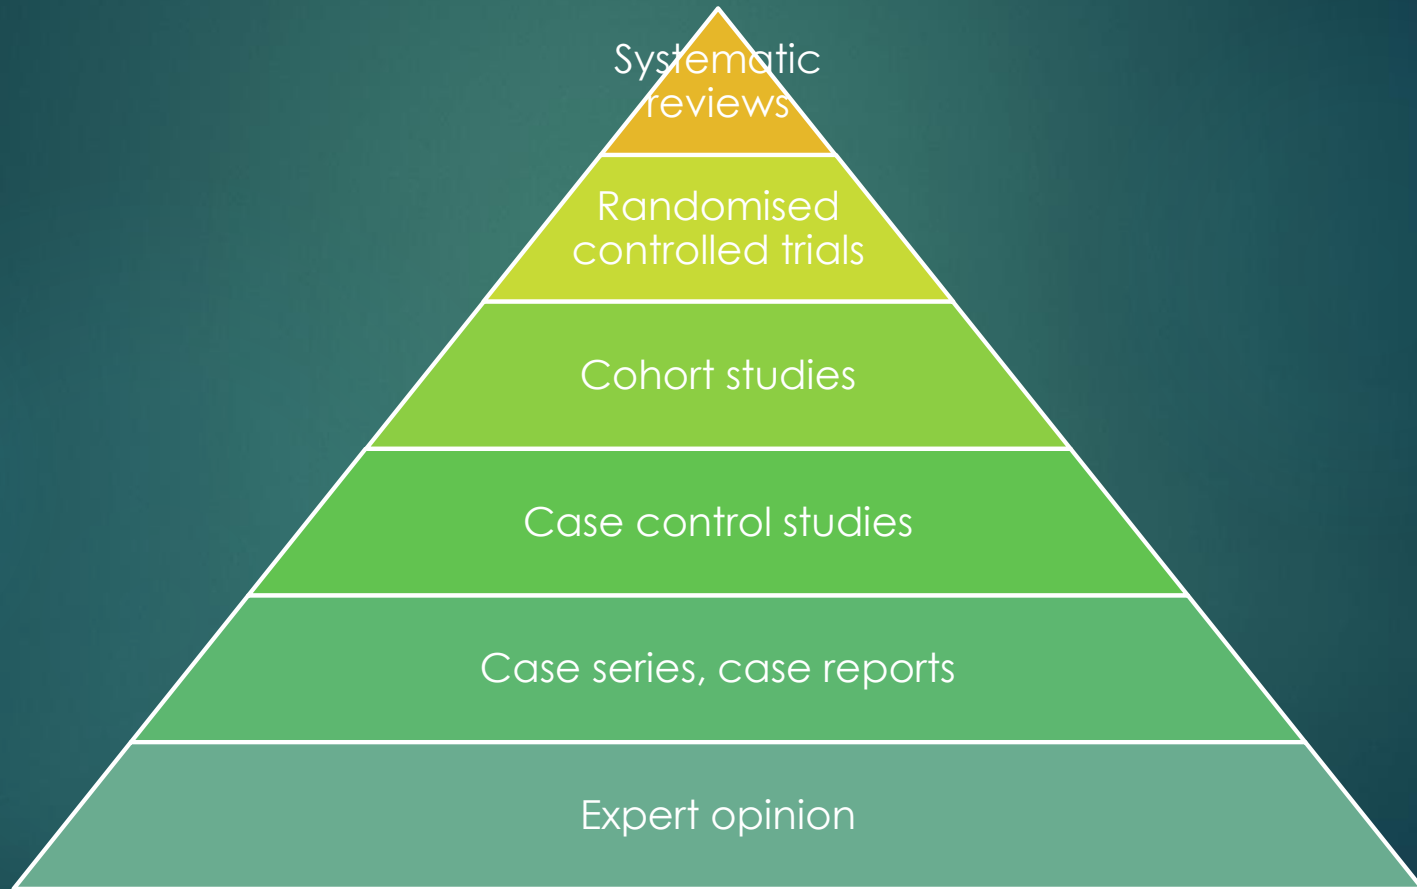 Systematic
reviews
Randomised
controlled trials
Cohort studies
Case control studies
Case series, case reports
Expert opinion